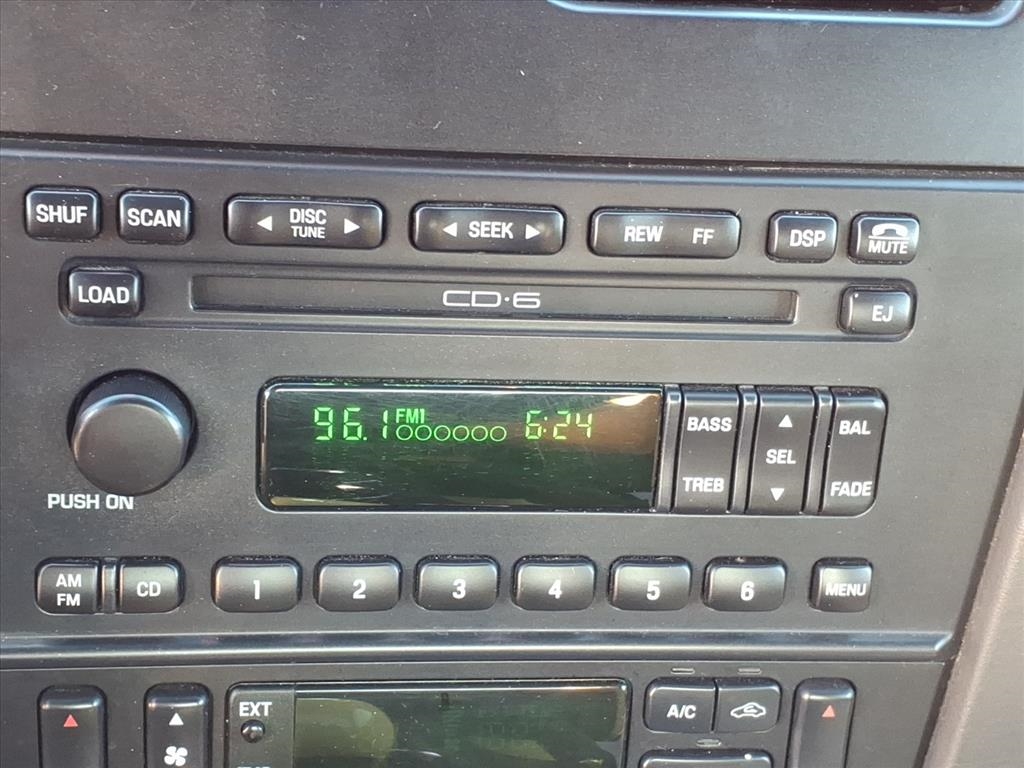 SHUF SCAN DISC TUNE SEEK REW FF DSP MUTE
LOAD CD·6 EJ
96.1 FM1 6:24
BASS SEL BAL
TREB FADE
PUSH ON
AM FM CD 1 2 3 4 5 6 MENU
EXT A/C